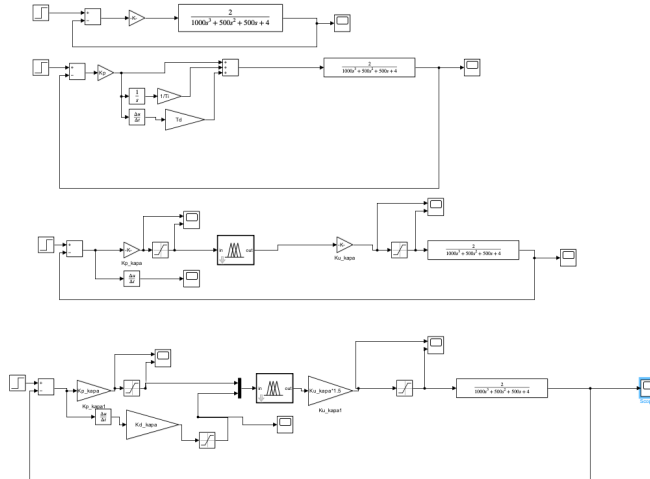 -K-
2
1000s³ + 500s² + 500s + 4
Kp
1
s
1/Ti
Δu
Δt
Td
2
1000s³ + 500s² + 500s + 4
-K-
Kp_kapa
Δu
Δt
in
out
-K-
Ku_kapa
2
1000s³ + 500s² + 500s + 4
Kp_kapa
Kp_kapa1
Δu
Δt
Kd_kapa
in
out
Ku_kapa*1.5
Ku_kapa1
2
1000s³ + 500s² + 500s + 4